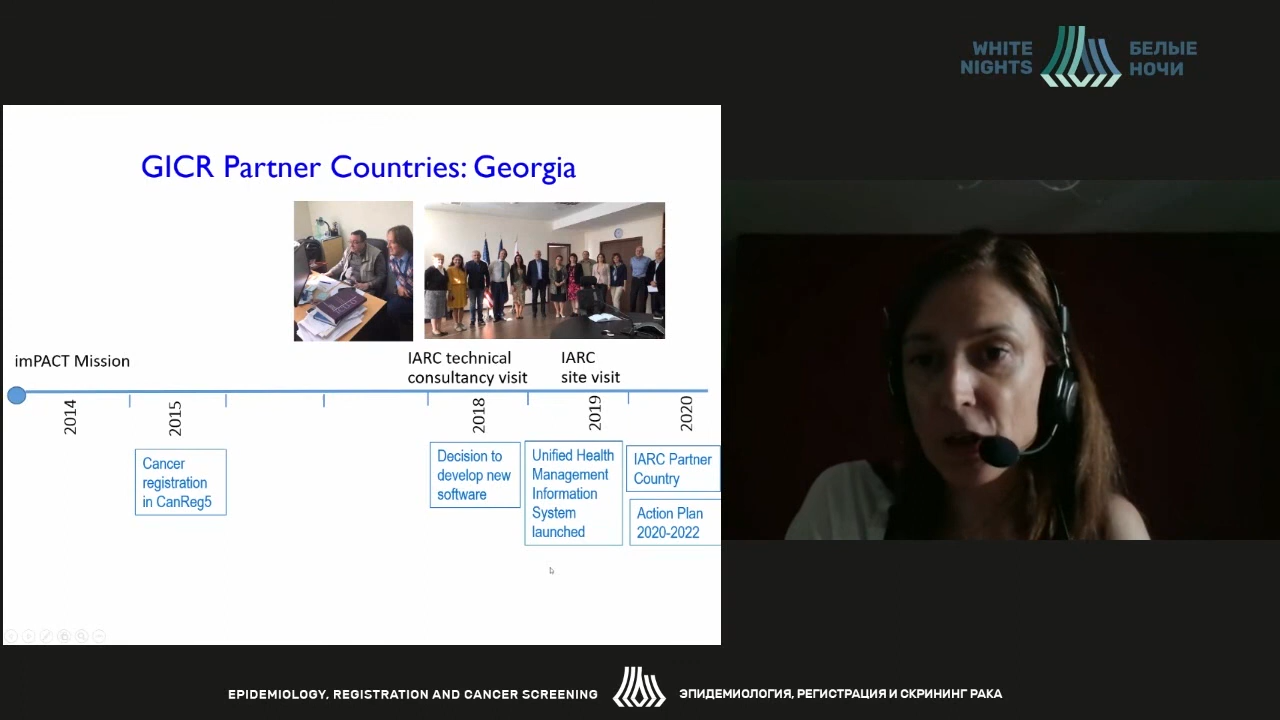 WHITE
NIGHTS
БЕЛЫЕ
НОЧИ
GICR Partner Countries: Georgia
imPACT Mission
IARC technical
consultancy visit
IARC
site visit
2014
2015
2018
2019
2020
Cancer
registration
in CanReg5
Decision to
develop new
software
Unified Health
Management
Information
System
launched
IARC Partner
Country
Action Plan
2020-2022
EPIDEMIOLOGY, REGISTRATION AND CANCER SCREENING
ЭПИДЕМИОЛОГИЯ, РЕГИСТРАЦИЯ И СКРИНИНГ РАКА